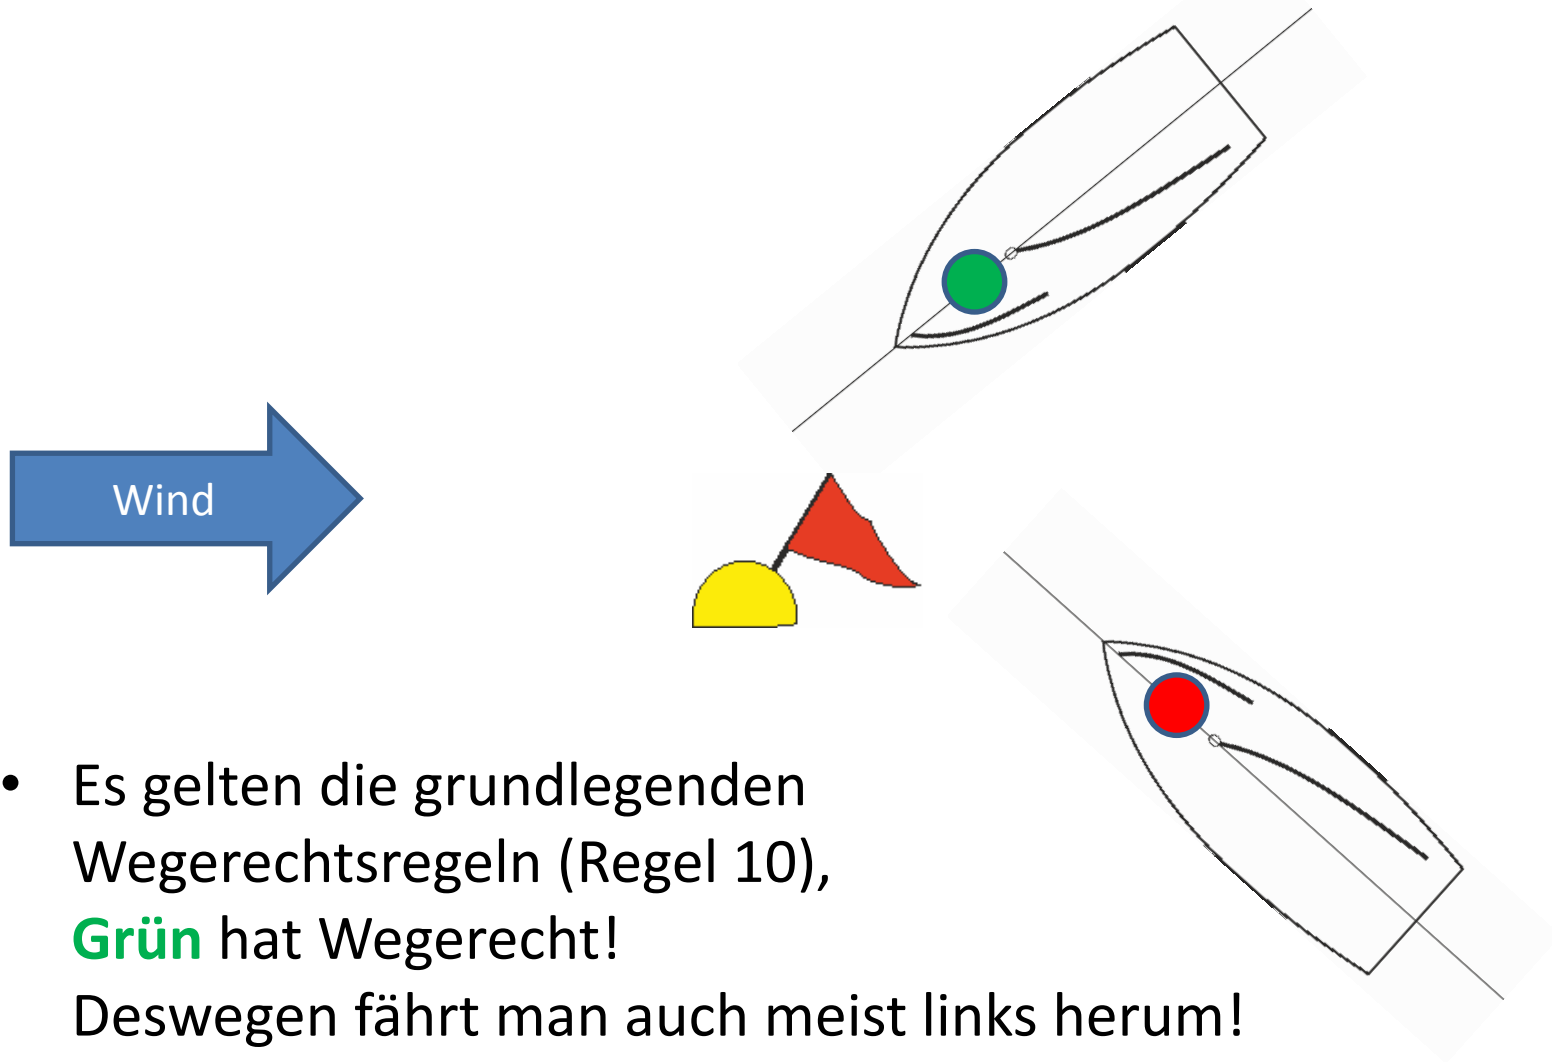 Wind
• Es gelten die grundlegenden
Wegerechtsregeln (Regel 10),
Grün hat Wegerecht!
Deswegen fährt man auch meist links herum!